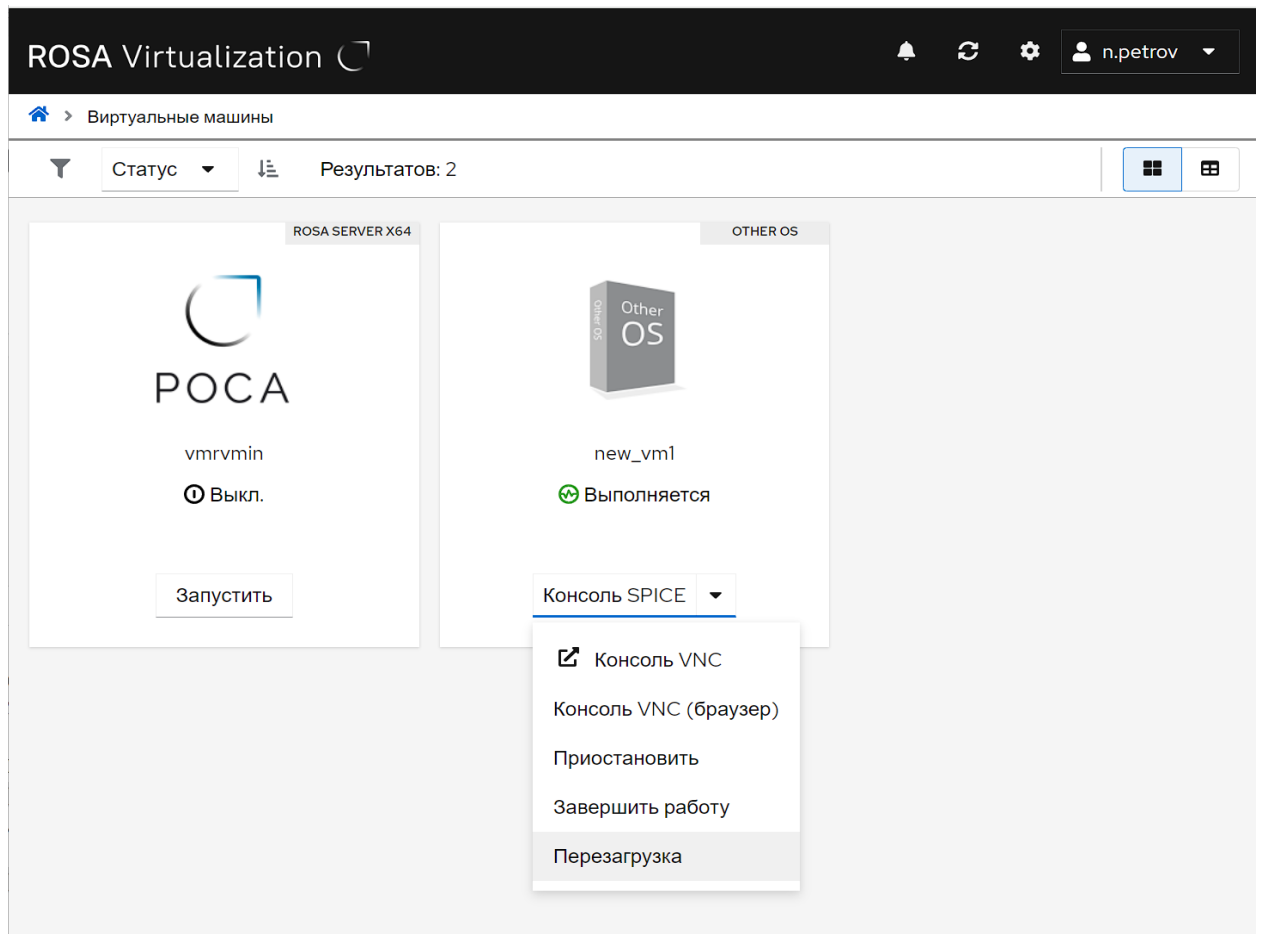 ROSA Virtualization
n.petrov
Виртуальные машины
Статус
Результатов: 2
ROSA SERVER X64
РОСА
vmrvmin
Выкл.
Запустить
OTHER OS
Other OS
Other
OS
new_vm1
Выполняется
Консоль SPICE
Консоль VNC
Консоль VNC (браузер)
Приостановить
Завершить работу
Перезагрузка